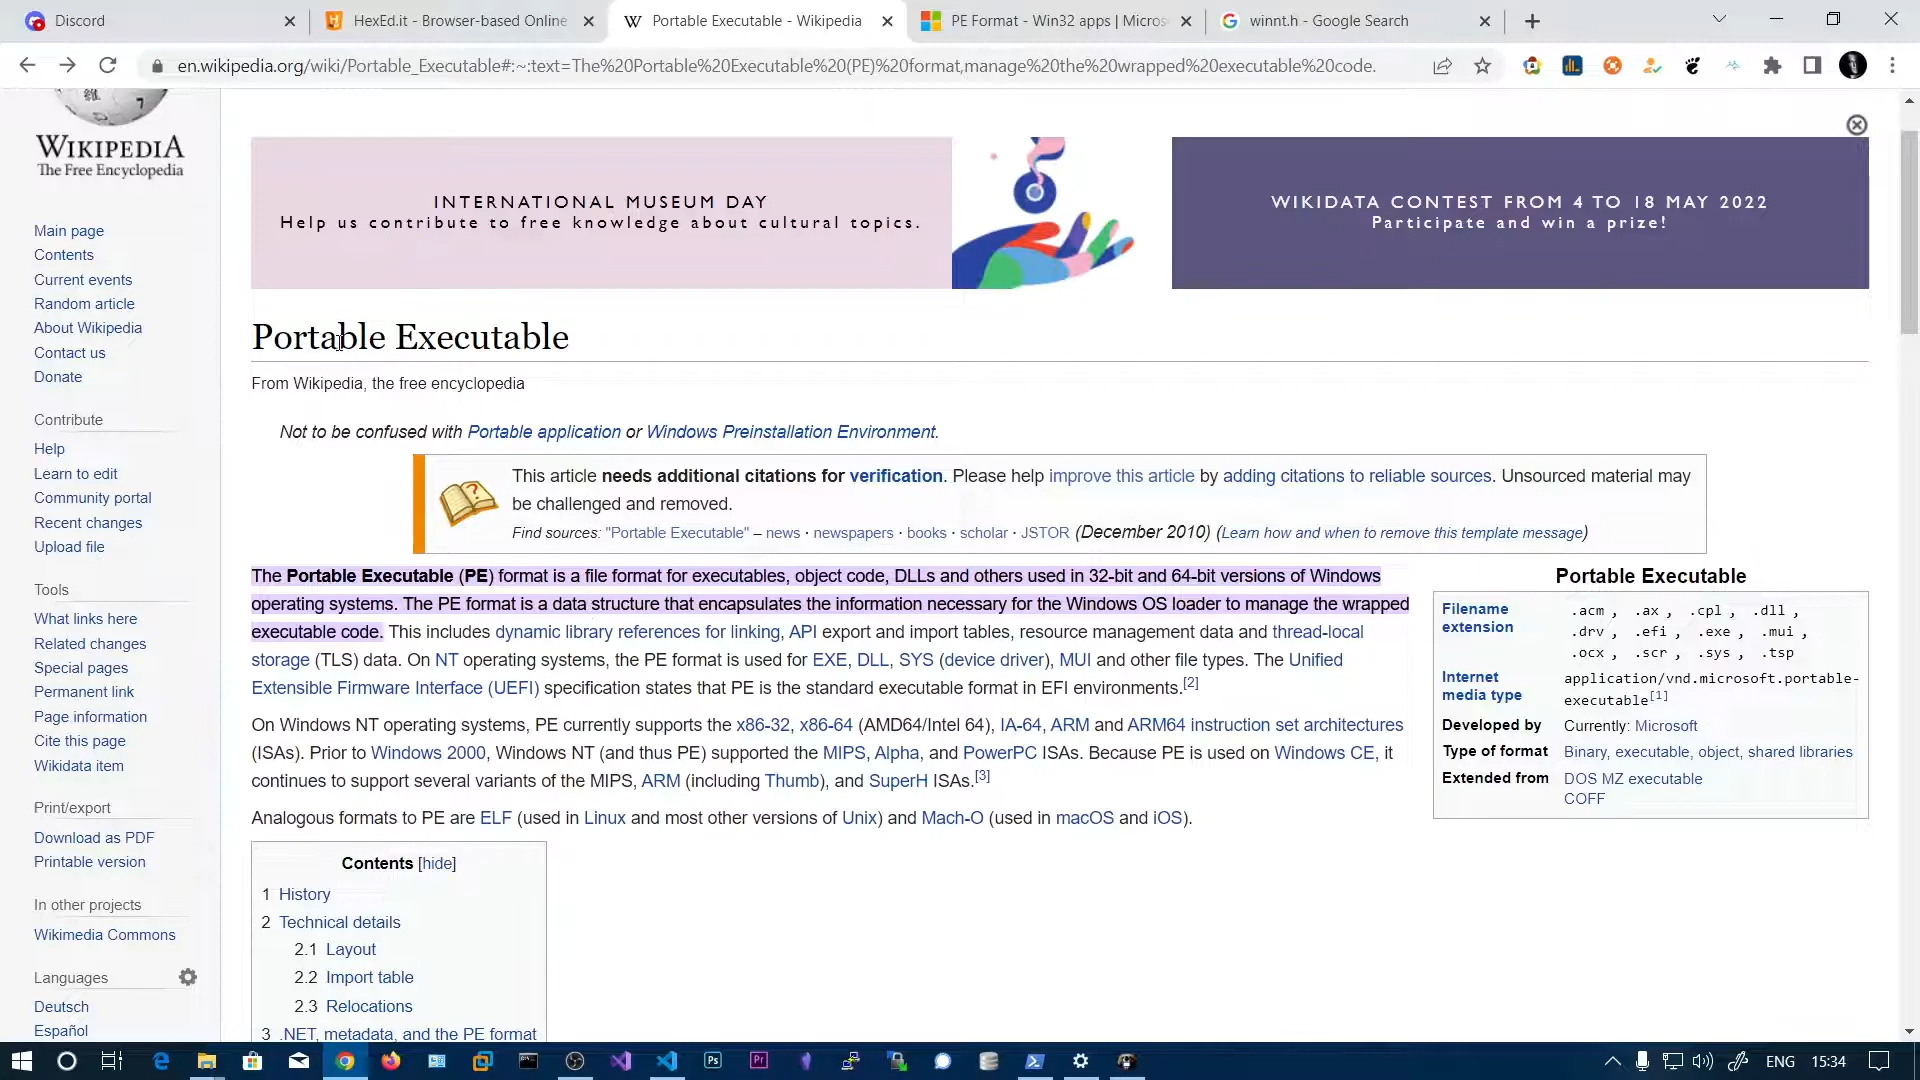 Discord
HexEd.it - Browser-based Online
Portable Executable - Wikipedia
PE Format - Win32 apps | Micros
winnt.h - Google Search
en.wikipedia.org/wiki/Portable_Executable#:~:text=The%20Portable%20Executable%20(PE)%20format,manage%20the%20wrapped%20executable%20code.
WIKIPEDIA
The Free Encyclopedia
Main page
Contents
Current events
Random article
About Wikipedia
Contact us
Donate
Contribute
Help
Learn to edit
Community portal
Recent changes
Upload file
Tools
What links here
Related changes
Special pages
Permanent link
Page information
Cite this page
Wikidata item
Print/export
Download as PDF
Printable version
In other projects
Wikimedia Commons
Languages
Deutsch
Español
INTERNATIONAL MUSEUM DAY
Help us contribute to free knowledge about cultural topics.
WIKIDATA CONTEST FROM 4 TO 18 MAY 2022
Participate and win a prize!
Portable Executable
From Wikipedia, the free encyclopedia
Not to be confused with Portable application or Windows Preinstallation Environment.
This article needs additional citations for verification. Please help improve this article by adding citations to reliable sources. Unsourced material may
be challenged and removed.
Find sources: "Portable Executable" – news · newspapers · books · scholar · JSTOR (December 2010) (Learn how and when to remove this template message)
The Portable Executable (PE) format is a file format for executables, object code, DLLs and others used in 32-bit and 64-bit versions of Windows
operating systems. The PE format is a data structure that encapsulates the information necessary for the Windows OS loader to manage the wrapped
executable code. This includes dynamic library references for linking, API export and import tables, resource management data and thread-local
storage (TLS) data. On NT operating systems, the PE format is used for EXE, DLL, SYS (device driver), MUI and other file types. The Unified
Extensible Firmware Interface (UEFI) specification states that PE is the standard executable format in EFI environments.[2]
On Windows NT operating systems, PE currently supports the x86-32, x86-64 (AMD64/Intel 64), IA-64, ARM and ARM64 instruction set architectures
(ISAs). Prior to Windows 2000, Windows NT (and thus PE) supported the MIPS, Alpha, and PowerPC ISAs. Because PE is used on Windows CE, it
continues to support several variants of the MIPS, ARM (including Thumb), and SuperH ISAs.[3]
Analogous formats to PE are ELF (used in Linux and most other versions of Unix) and Mach-O (used in macOS and iOS).
Portable Executable
Filename extension .acm , .ax , .cpl , .dll ,
.drv , .efi , .exe , .mui ,
.ocx , .scr , .sys , .tsp
Internet media type application/vnd.microsoft.portable-
executable[1]
Developed by Currently: Microsoft
Type of format Binary, executable, object, shared libraries
Extended from DOS MZ executable
COFF
Contents [hide]
1 History
2 Technical details
2.1 Layout
2.2 Import table
2.3 Relocations
3 .NET, metadata, and the PE format
Ps
Pr
ENG
15:34